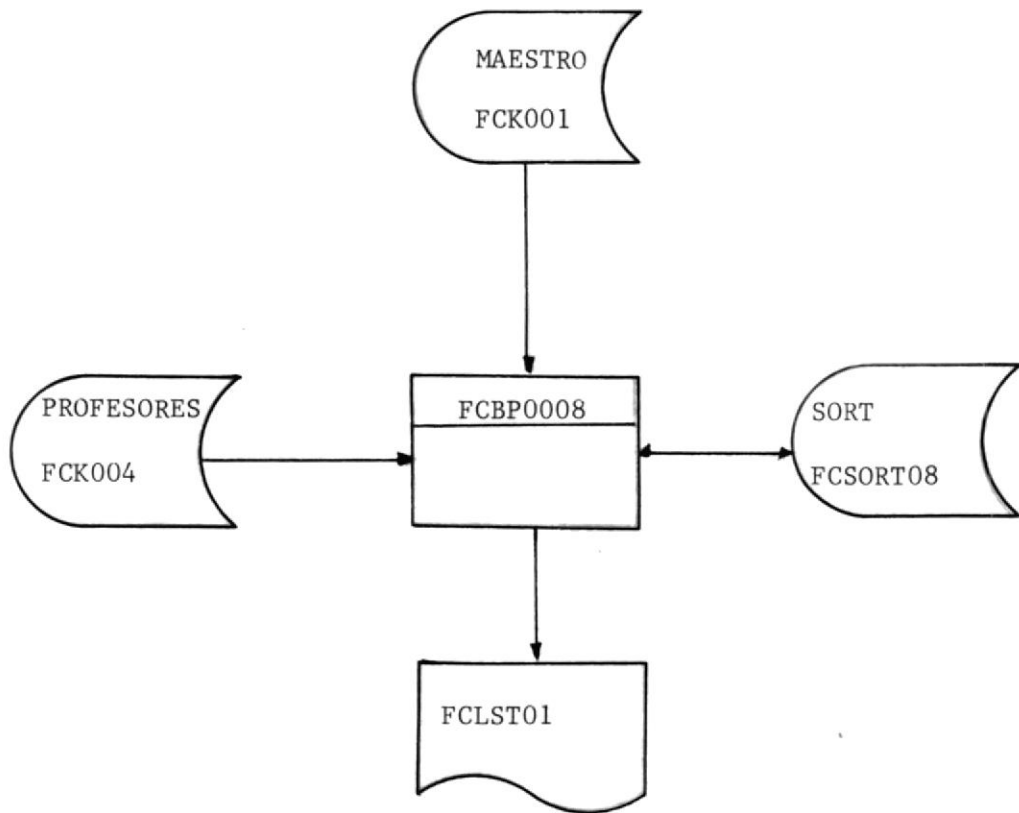 MAESTRO
FCK001
PROFESORES
FCK004
FCBP0008
SORT
FCSORT08
FCLST01